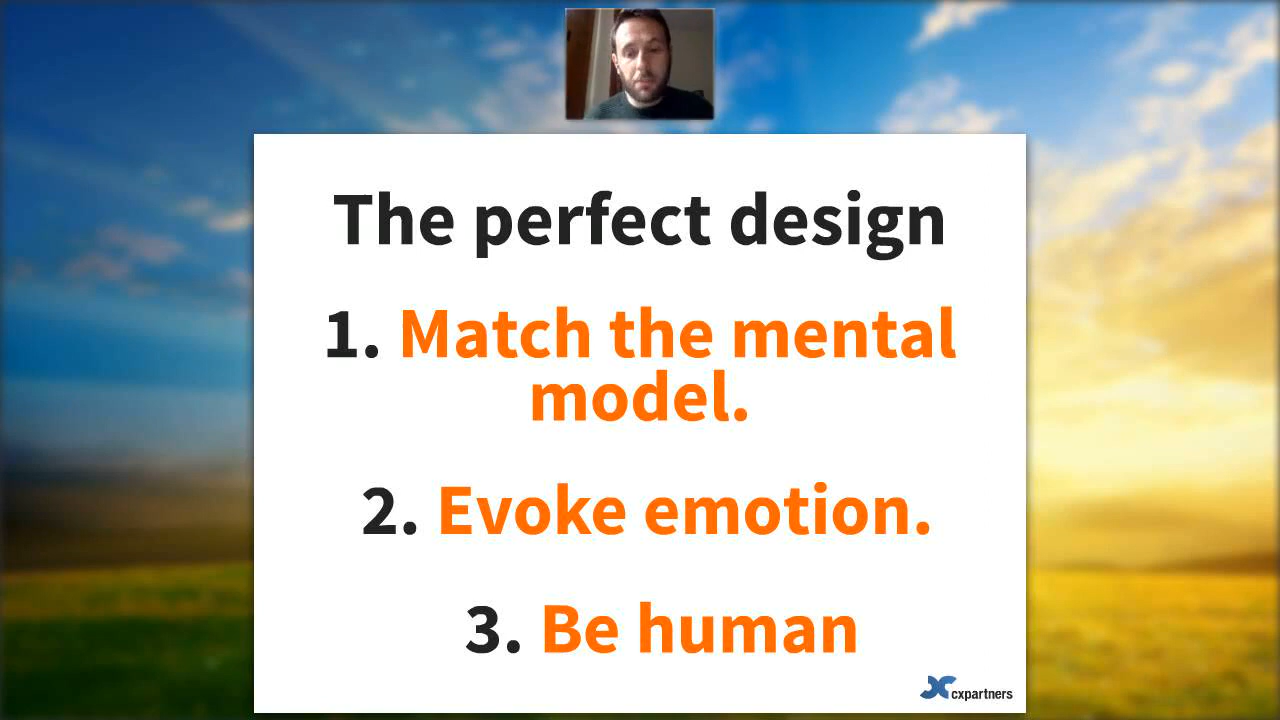 The perfect design
1. Match the mental
model.
2. Evoke emotion.
3. Be human
cxpartners